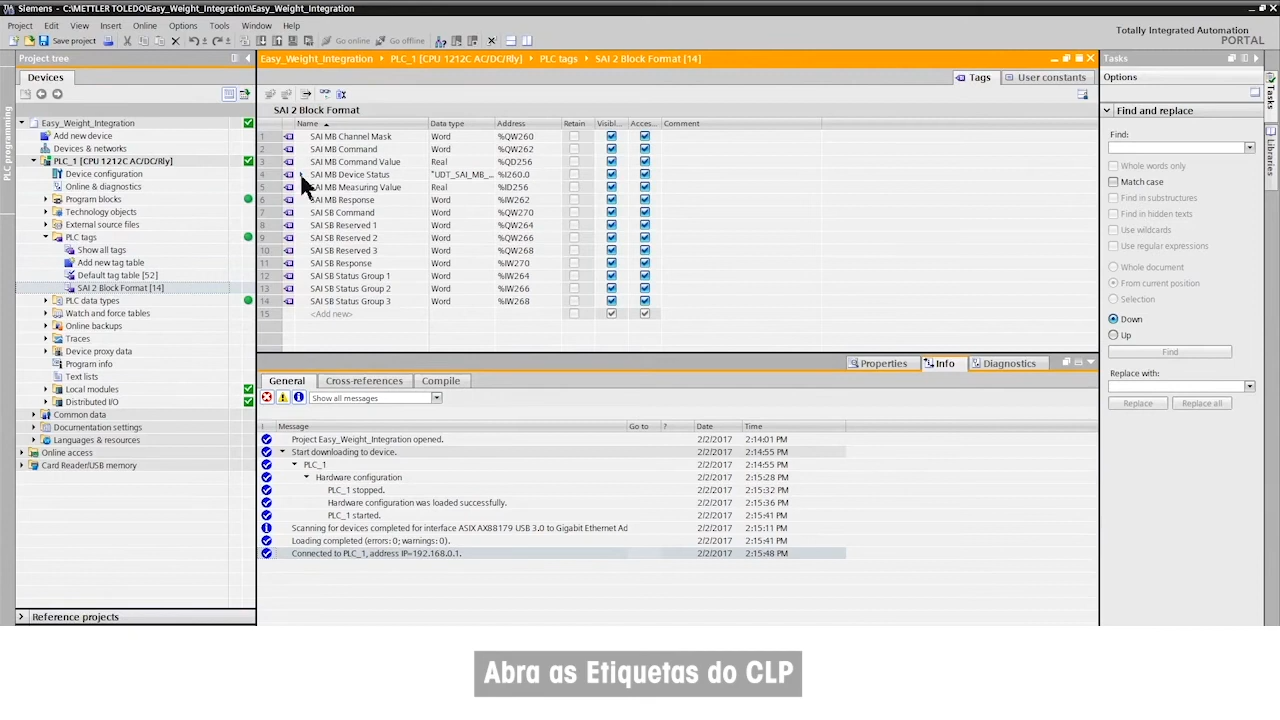 Siemens - C:\METTLER TOLEDO\Easy_Weight_Integration\Easy_Weight_Integration
Project Edit View Insert Online Options Tools Window Help
Save project Go online Go offline
Totally Integrated Automation
PORTAL
Project tree
Devices
PLC programming
Easy_Weight_Integration
Add new device
Devices & networks
PLC_1 [CPU 1212C AC/DC/Rly]
Device configuration
Online & diagnostics
Program blocks
Technology objects
External source files
PLC tags
Show all tags
Add new tag table
Default tag table [52]
SAI 2 Block Format [14]
PLC data types
Watch and force tables
Online backups
Traces
Device proxy data
Program info
Text lists
Local modules
Distributed I/O
Common data
Documentation settings
Languages & resources
Online access
Card Reader/USB memory
Reference projects
Easy_Weight_Integration PLC_1 [CPU 1212C AC/DC/Rly] PLC tags SAI 2 Block Format [14]
Tags User constants
SAI 2 Block Format
Name Data type Address Retain Visibl... Acces... Comment
1 SAI MB Channel Mask Word %QW260
2 SAI MB Command Word %QW262
3 SAI MB Command Value Real %QD256
4 SAI MB Device Status "UDT_SAI_MB_... %I260.0
5 SAI MB Measuring Value Real %ID256
6 SAI MB Response Word %IW262
7 SAI SB Command Word %QW270
8 SAI SB Reserved 1 Word %QW264
9 SAI SB Reserved 2 Word %QW266
10 SAI SB Reserved 3 Word %QW268
11 SAI SB Response Word %IW270
12 SAI SB Status Group 1 Word %IW264
13 SAI SB Status Group 2 Word %IW266
14 SAI SB Status Group 3 Word %IW268
15 <Add new>
Properties Info Diagnostics
General Cross-references Compile
Show all messages
! Message Go to ? Date Time
Project Easy_Weight_Integration opened. 2/2/2017 2:14:01 PM
Start downloading to device. 2/2/2017 2:14:55 PM
PLC_1 2/2/2017 2:14:55 PM
Hardware configuration 2/2/2017 2:15:28 PM
PLC_1 stopped. 2/2/2017 2:15:32 PM
Hardware configuration was loaded successfully. 2/2/2017 2:15:36 PM
PLC_1 started. 2/2/2017 2:15:41 PM
Scanning for devices completed for interface ASIX AX88179 USB 3.0 to Gigabit Ethernet Ad 2/2/2017 2:15:11 PM
Loading completed (errors: 0; warnings: 0). 2/2/2017 2:15:41 PM
Connected to PLC_1, address IP=192.168.0.1. 2/2/2017 2:15:48 PM
Tasks
Options
Find and replace
Find:
Whole words only
Match case
Find in substructures
Find in hidden texts
Use wildcards
Use regular expressions
Whole document
From current position
Selection
Down
Up
Find
Replace with:
Replace Replace all
Tasks
Libraries
Abra as Etiquetas do CLP